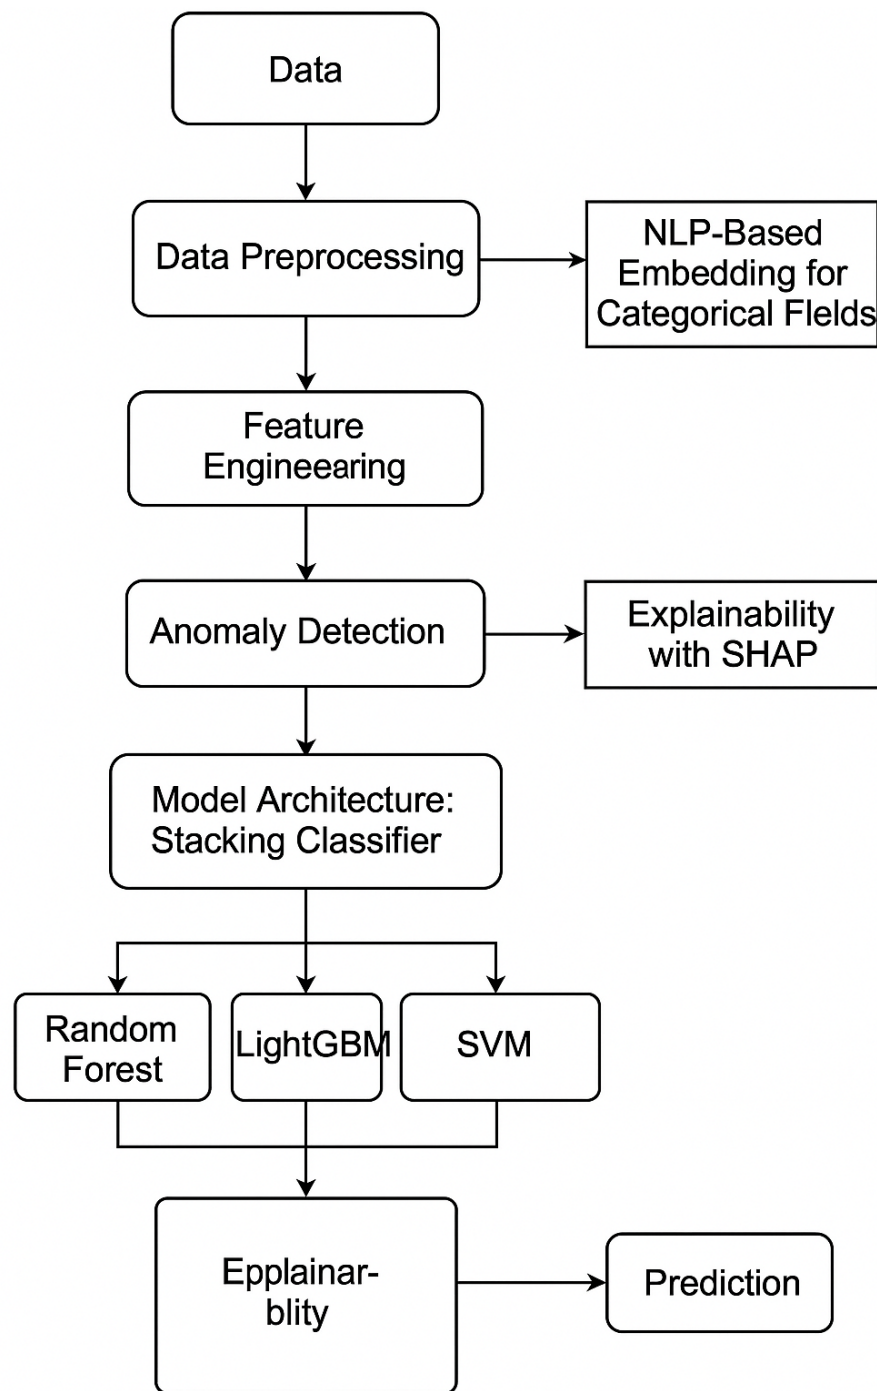 Data
Data Preprocessing
NLP-Based
Embedding for
Categorical Flelds
Feature
Engineearing
Anomaly Detection
Explainability
with SHAP
Model Architecture:
Stacking Classifier
Random
Forest
LightGBM
SVM
Epplainar-
blity
Prediction